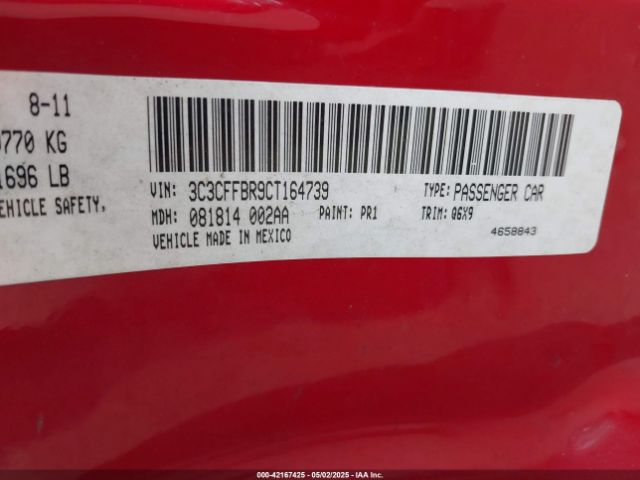 8-11
770 KG
1696 LB
EHICLE SAFETY,
VIN: 3C3CFFBR9CT164739 TYPE: PASSENGER CAR
MDH: 081814 002AA PAINT: PR1 TRIM: Q6X9
VEHICLE MADE IN MEXICO 4658843
000-42167425 - 05/02/2025 - IAA Inc.